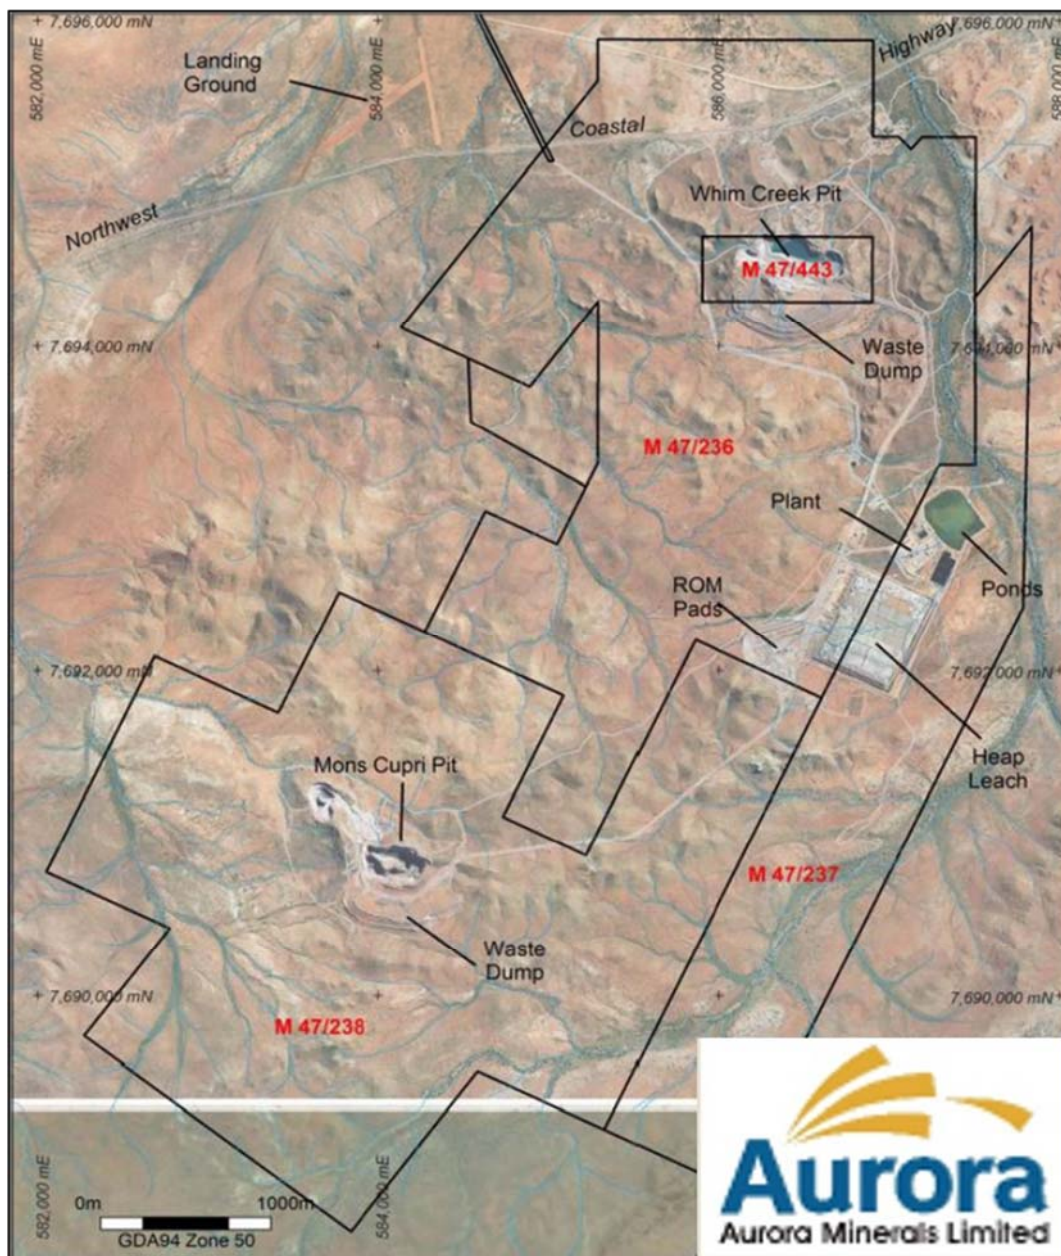 7,696,000 mN
7,696,000 mN
582,000 mE
Landing
Ground
584,000 mE
586,000 mE
Highway
Coastal
Northwest
Whim Creek Pit
M 47/443
7,694,000 mN
Waste
Dump
M 47/236
Plant
Ponds
ROM
Pads
7,692,000 mN
7,692,000 mN
Heap
Leach
Mons Cupri Pit
M 47/237
Waste
Dump
7,690,000 mN
7,690,000 mN
M 47/238
582,000 mE
584,000 mE
0m
1000m
GDA94 Zone 50
Aurora
Aurora Minerals Limited